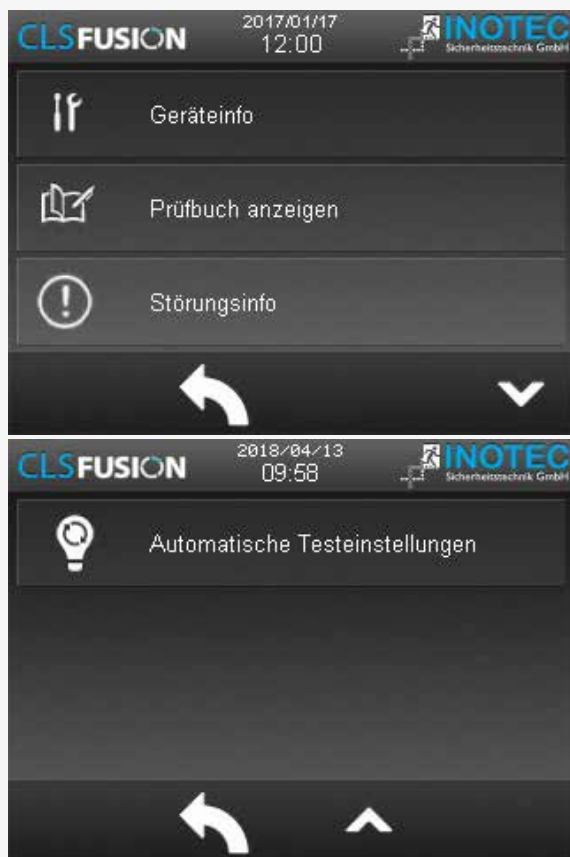 CLSFUSION
2017/01/17
12:00
INOTEC
Sicherheitstechnik GmbH
Geräteinfo
Prüfbuch anzeigen
Störungsinfo
CLSFUSION
2018/04/13
09:58
INOTEC
Sicherheitstechnik GmbH
Automatische Testeinstellungen